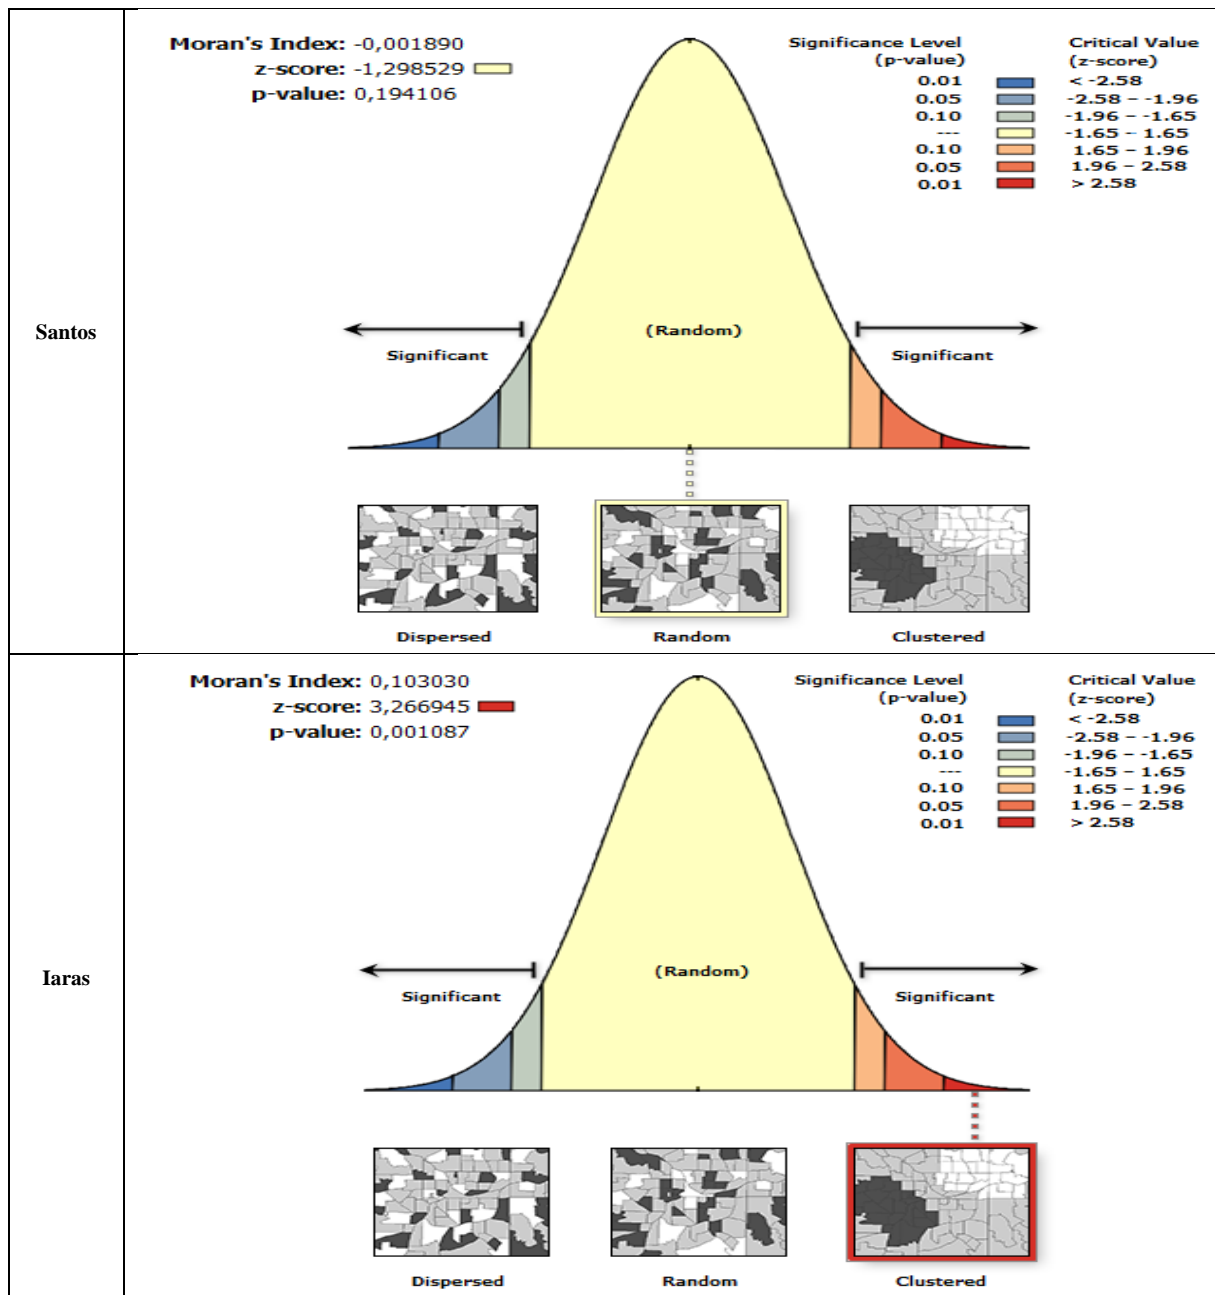 Santos
Moran's Index: -0,001890
z-score: -1,298529
p-value: 0,194106
Significance Level
(p-value)
Critical Value
(z-score)
0.01 < -2.58
0.05 -2.58 – -1.96
0.10 -1.96 – -1.65
--- -1.65 – 1.65
0.10 1.65 – 1.96
0.05 1.96 – 2.58
0.01 > 2.58
(Random)
Significant
Significant
Dispersed
Random
Clustered
Iaras
Moran's Index: 0,103030
z-score: 3,266945
p-value: 0,001087
Significance Level
(p-value)
Critical Value
(z-score)
0.01 < -2.58
0.05 -2.58 – -1.96
0.10 -1.96 – -1.65
--- -1.65 – 1.65
0.10 1.65 – 1.96
0.05 1.96 – 2.58
0.01 > 2.58
(Random)
Significant
Significant
Dispersed
Random
Clustered